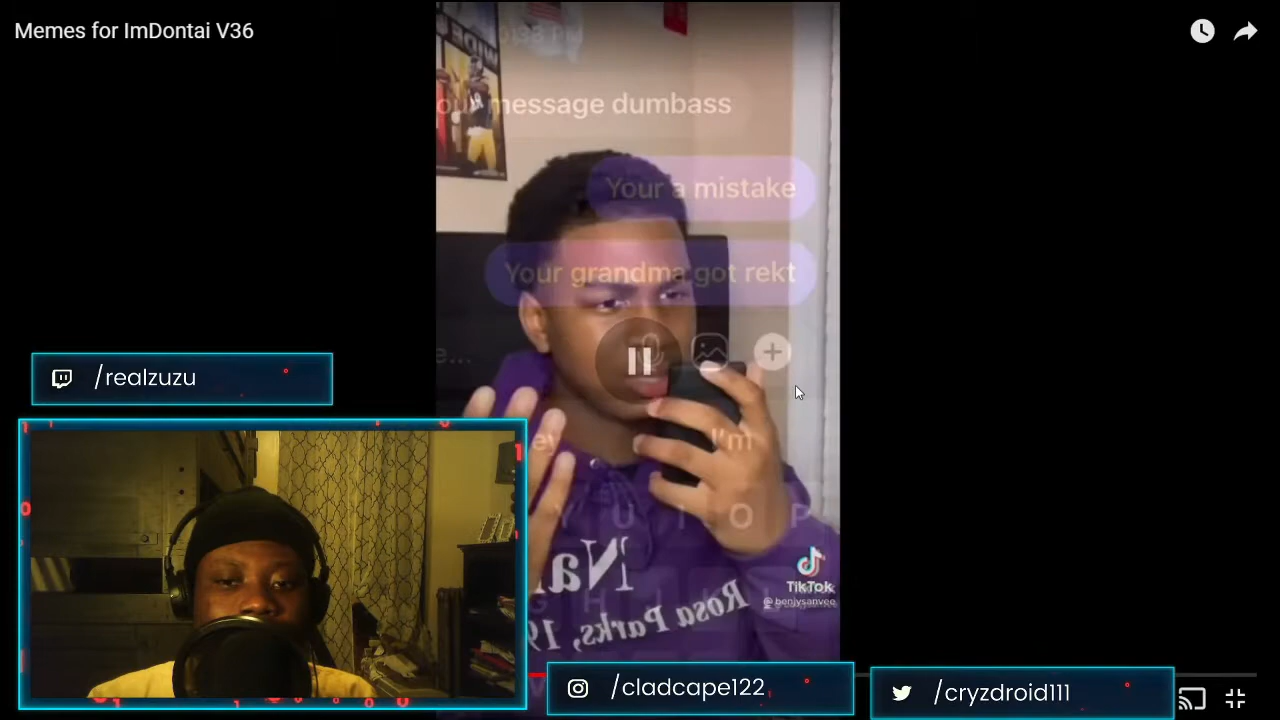 Memes for ImDontai V36
message dumbass
Your a mistake
Your grandma got rekt
I'm
Y U I O P
G H
Rosa Parks, 19
TikTok
@benjysanvee
/realzuzu
/cladcape122
/cryzdroid111